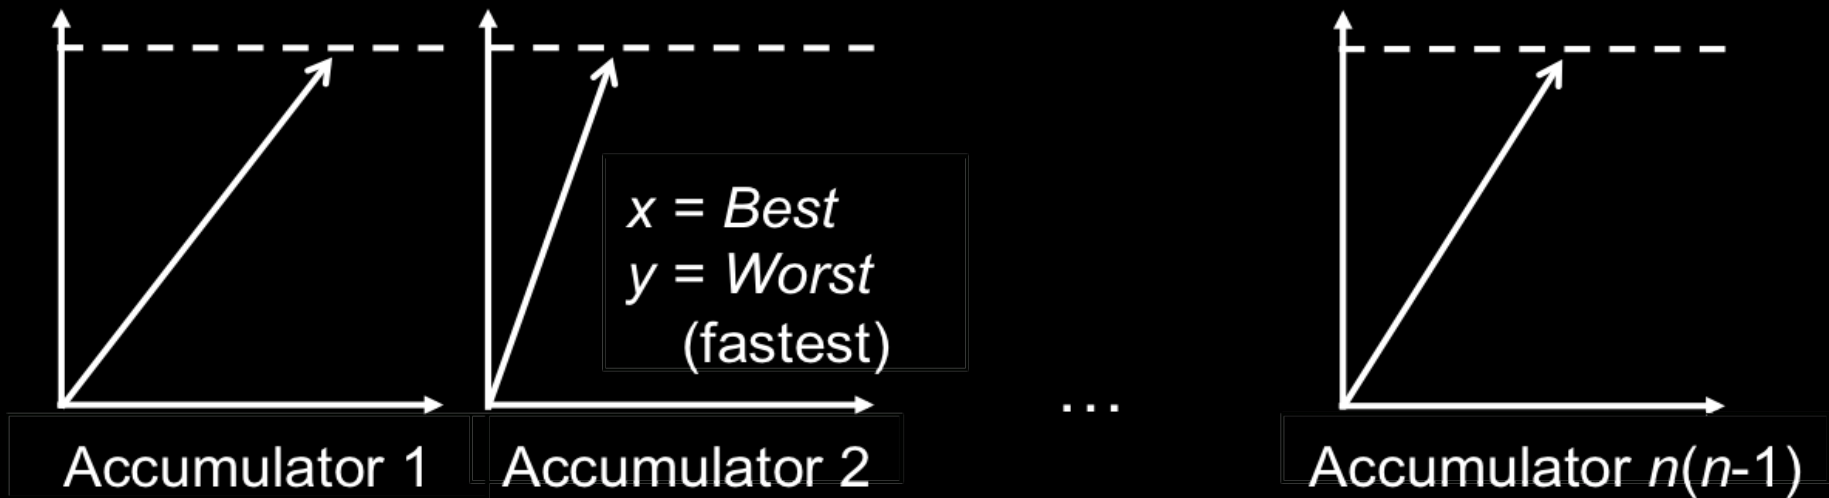 x = Best
y = Worst
(fastest)
...
Accumulator 1
Accumulator 2
Accumulator n(n-1)